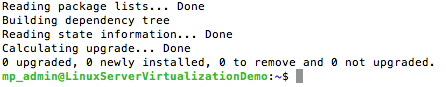 Reading package lists... Done
Building dependency tree
Reading state information... Done
Calculating upgrade... Done
0 upgraded, 0 newly installed, 0 to remove and 0 not upgraded.
mp_admin@LinuxServerVirtualizationDemo:~$